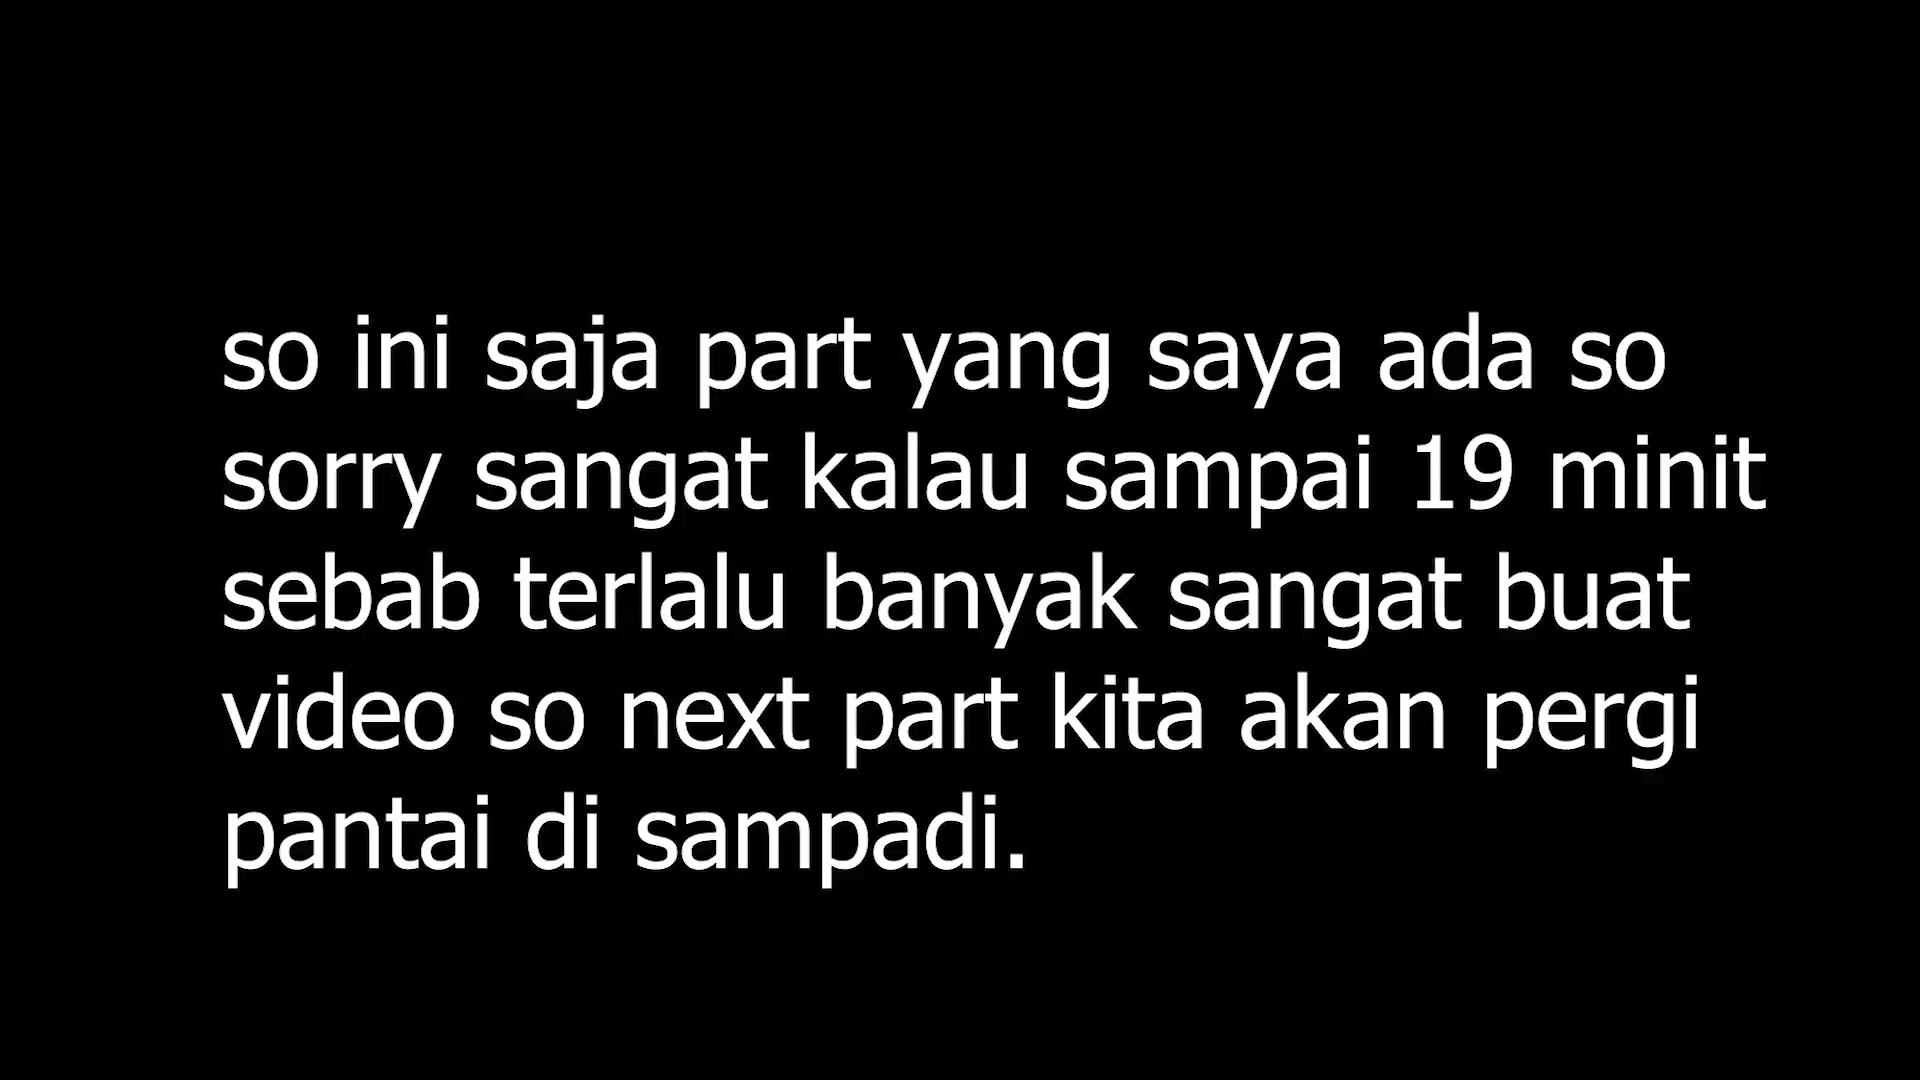 so ini saja part yang saya ada so
sorry sangat kalau sampai 19 minit
sebab terlalu banyak sangat buat
video so next part kita akan pergi
pantai di sampadi.